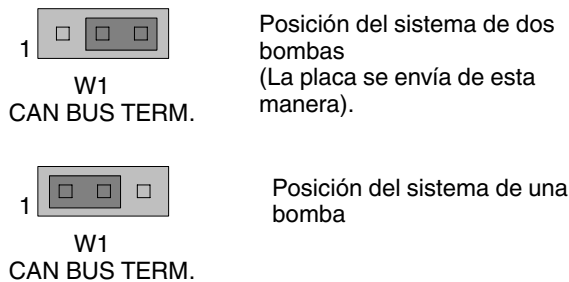 1
W1
CAN BUS TERM.
Posición del sistema de dos
bombas
(La placa se envía de esta
manera).
1
W1
CAN BUS TERM.
Posición del sistema de una
bomba